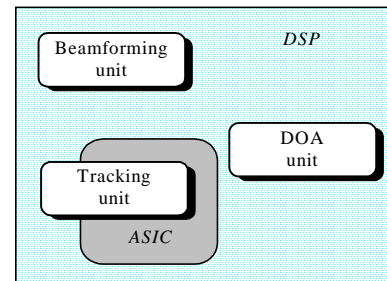 Beamforming
unit
DSP
DOA
unit
Tracking
unit
ASIC